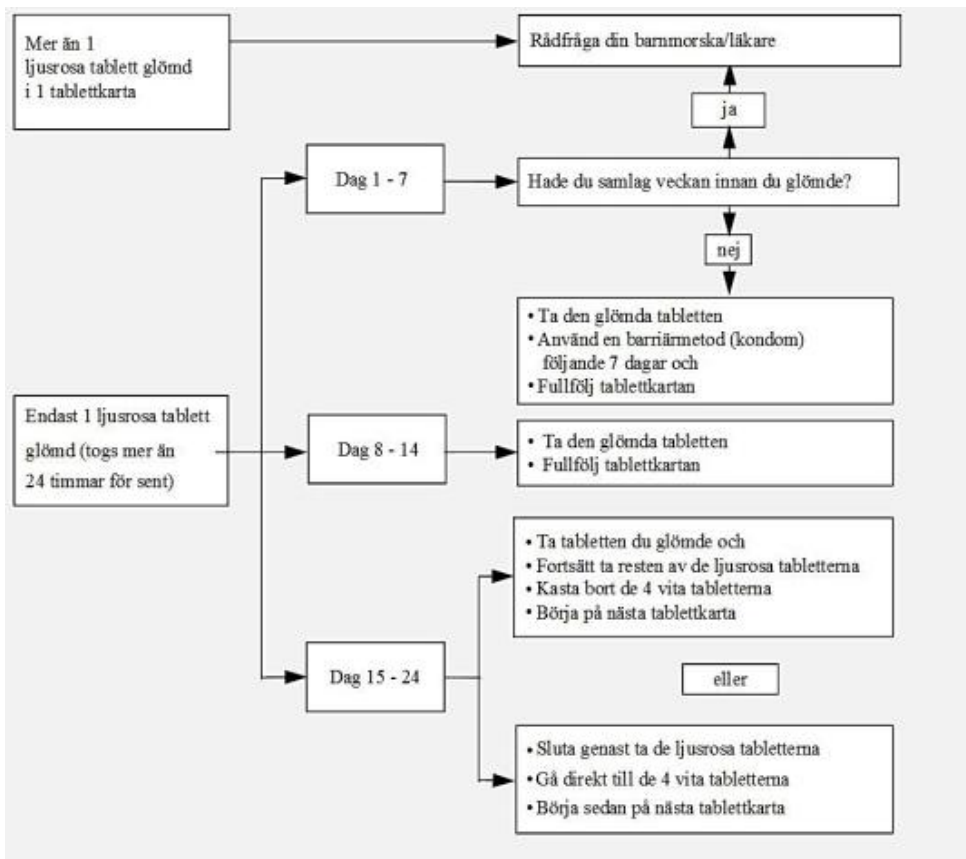 Mer än 1
ljusrosa tablett glömd
i 1 tablettkarta
Rådfråga din barnmorska/läkare
ja
Dag 1 - 7
Hade du samlag veckan innan du glömde?
nej
• Ta den glömda tabletten
• Använd en barriärmetod (kondom)
följande 7 dagar och
• Fullfölj tablettkartan
Endast 1 ljusrosa tablett
glömd (togs mer än
24 timmar för sent)
Dag 8 - 14
• Ta den glömda tabletten
• Fullfölj tablettkartan
• Ta tabletten du glömde och
• Fortsätt ta resten av de ljusrosa tabletterna
• Kasta bort de 4 vita tabletterna
• Börja på nästa tablettkarta
Dag 15 - 24
eller
• Sluta genast ta de ljusrosa tabletterna
• Gå direkt till de 4 vita tabletterna
• Börja sedan på nästa tablettkarta